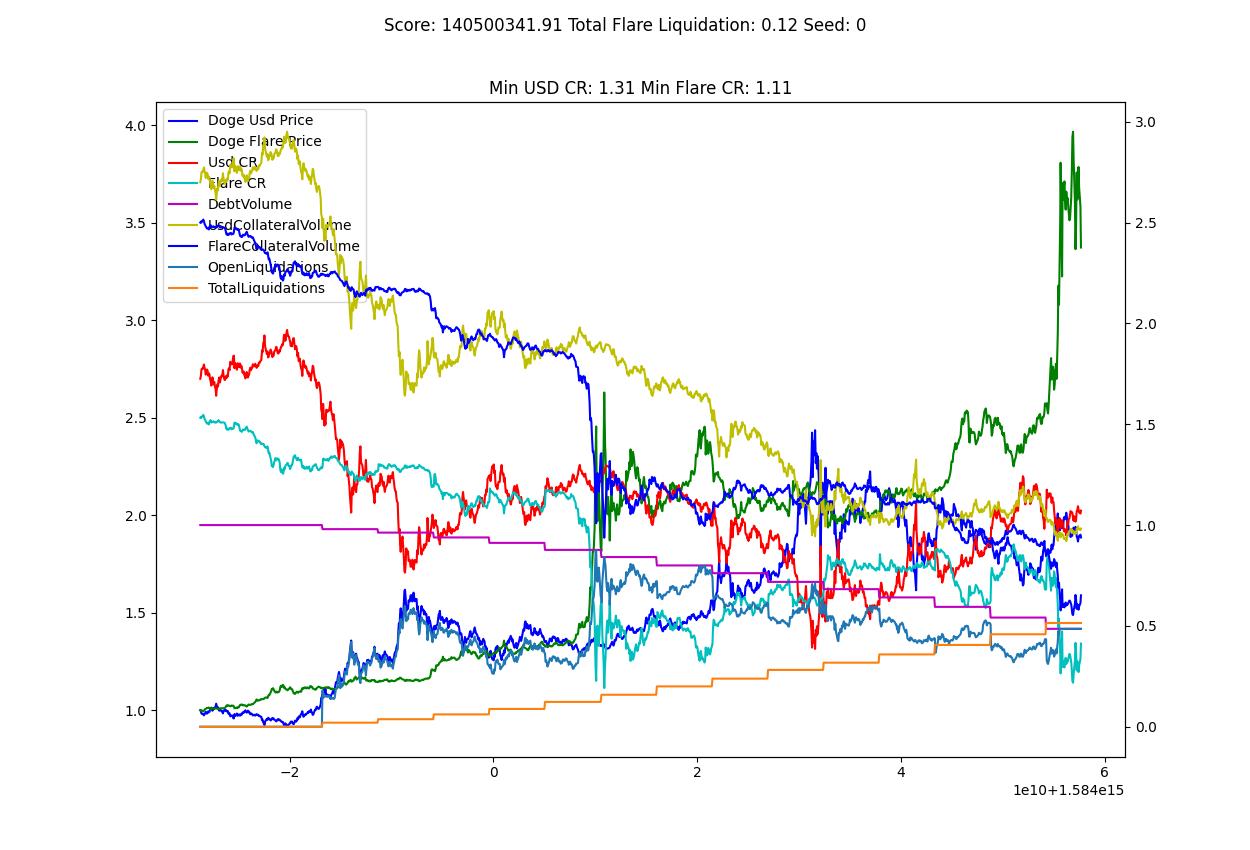 Score: 140500341.91 Total Flare Liquidation: 0.12 Seed: 0
Min USD CR: 1.31 Min Flare CR: 1.11
Doge Usd Price
Doge Flare Price
Usd CR
Flare CR
DebtVolume
UsdCollateralVolume
FlareCollateralVolume
OpenLiquidations
TotalLiquidations
4.0
3.5
3.0
2.5
2.0
1.5
1.0
3.0
2.5
2.0
1.5
1.0
0.5
0.0
−2
0
2
4
6
1e10+1.584e15